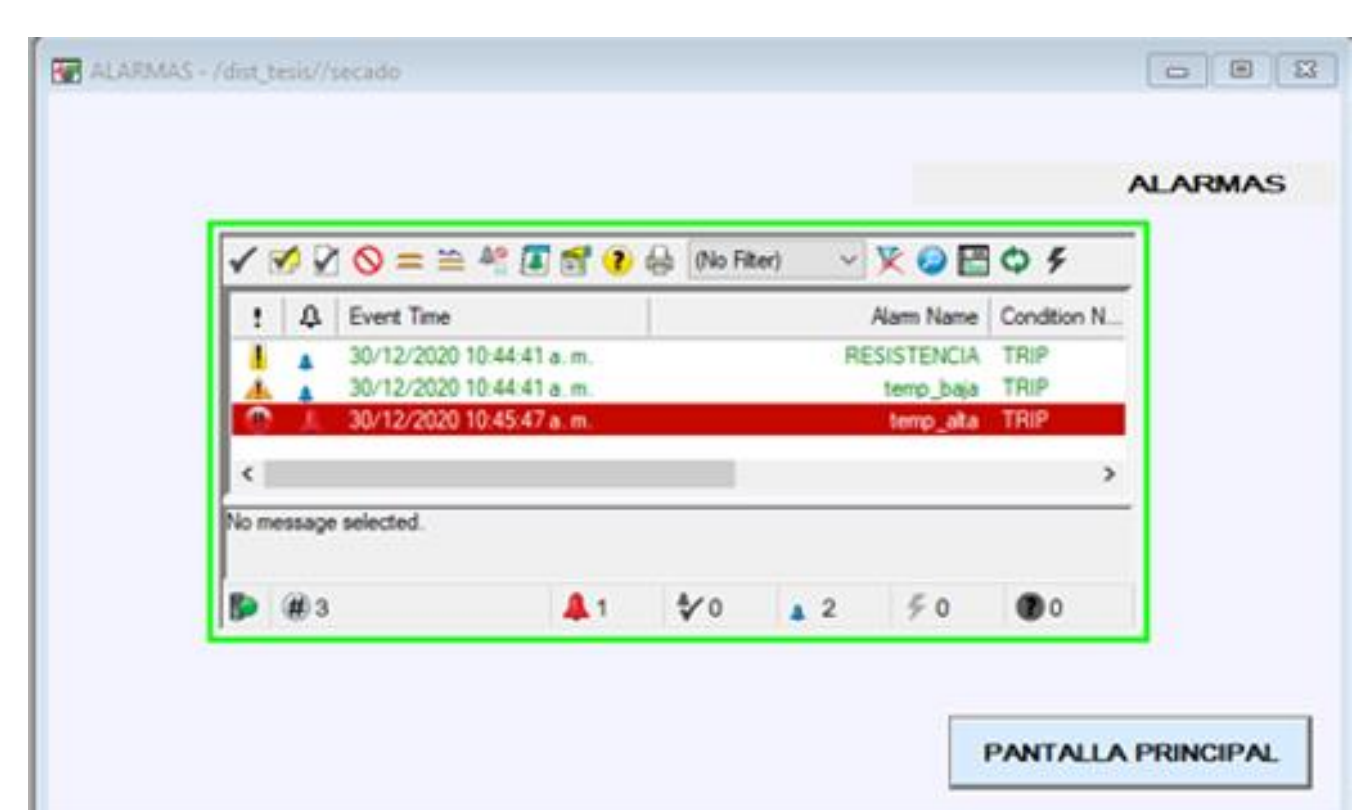 ALARMAS - /dist_tesis//secado
ALARMAS
(No Filter)
! Event Time Alarm Name Condition N...
30/12/2020 10:44:41 a. m. RESISTENCIA TRIP
30/12/2020 10:44:41 a. m. temp_baja TRIP
30/12/2020 10:45:47 a. m. temp_alta TRIP
No message selected.
# 3 1 0 2 0 ? 0
PANTALLA PRINCIPAL